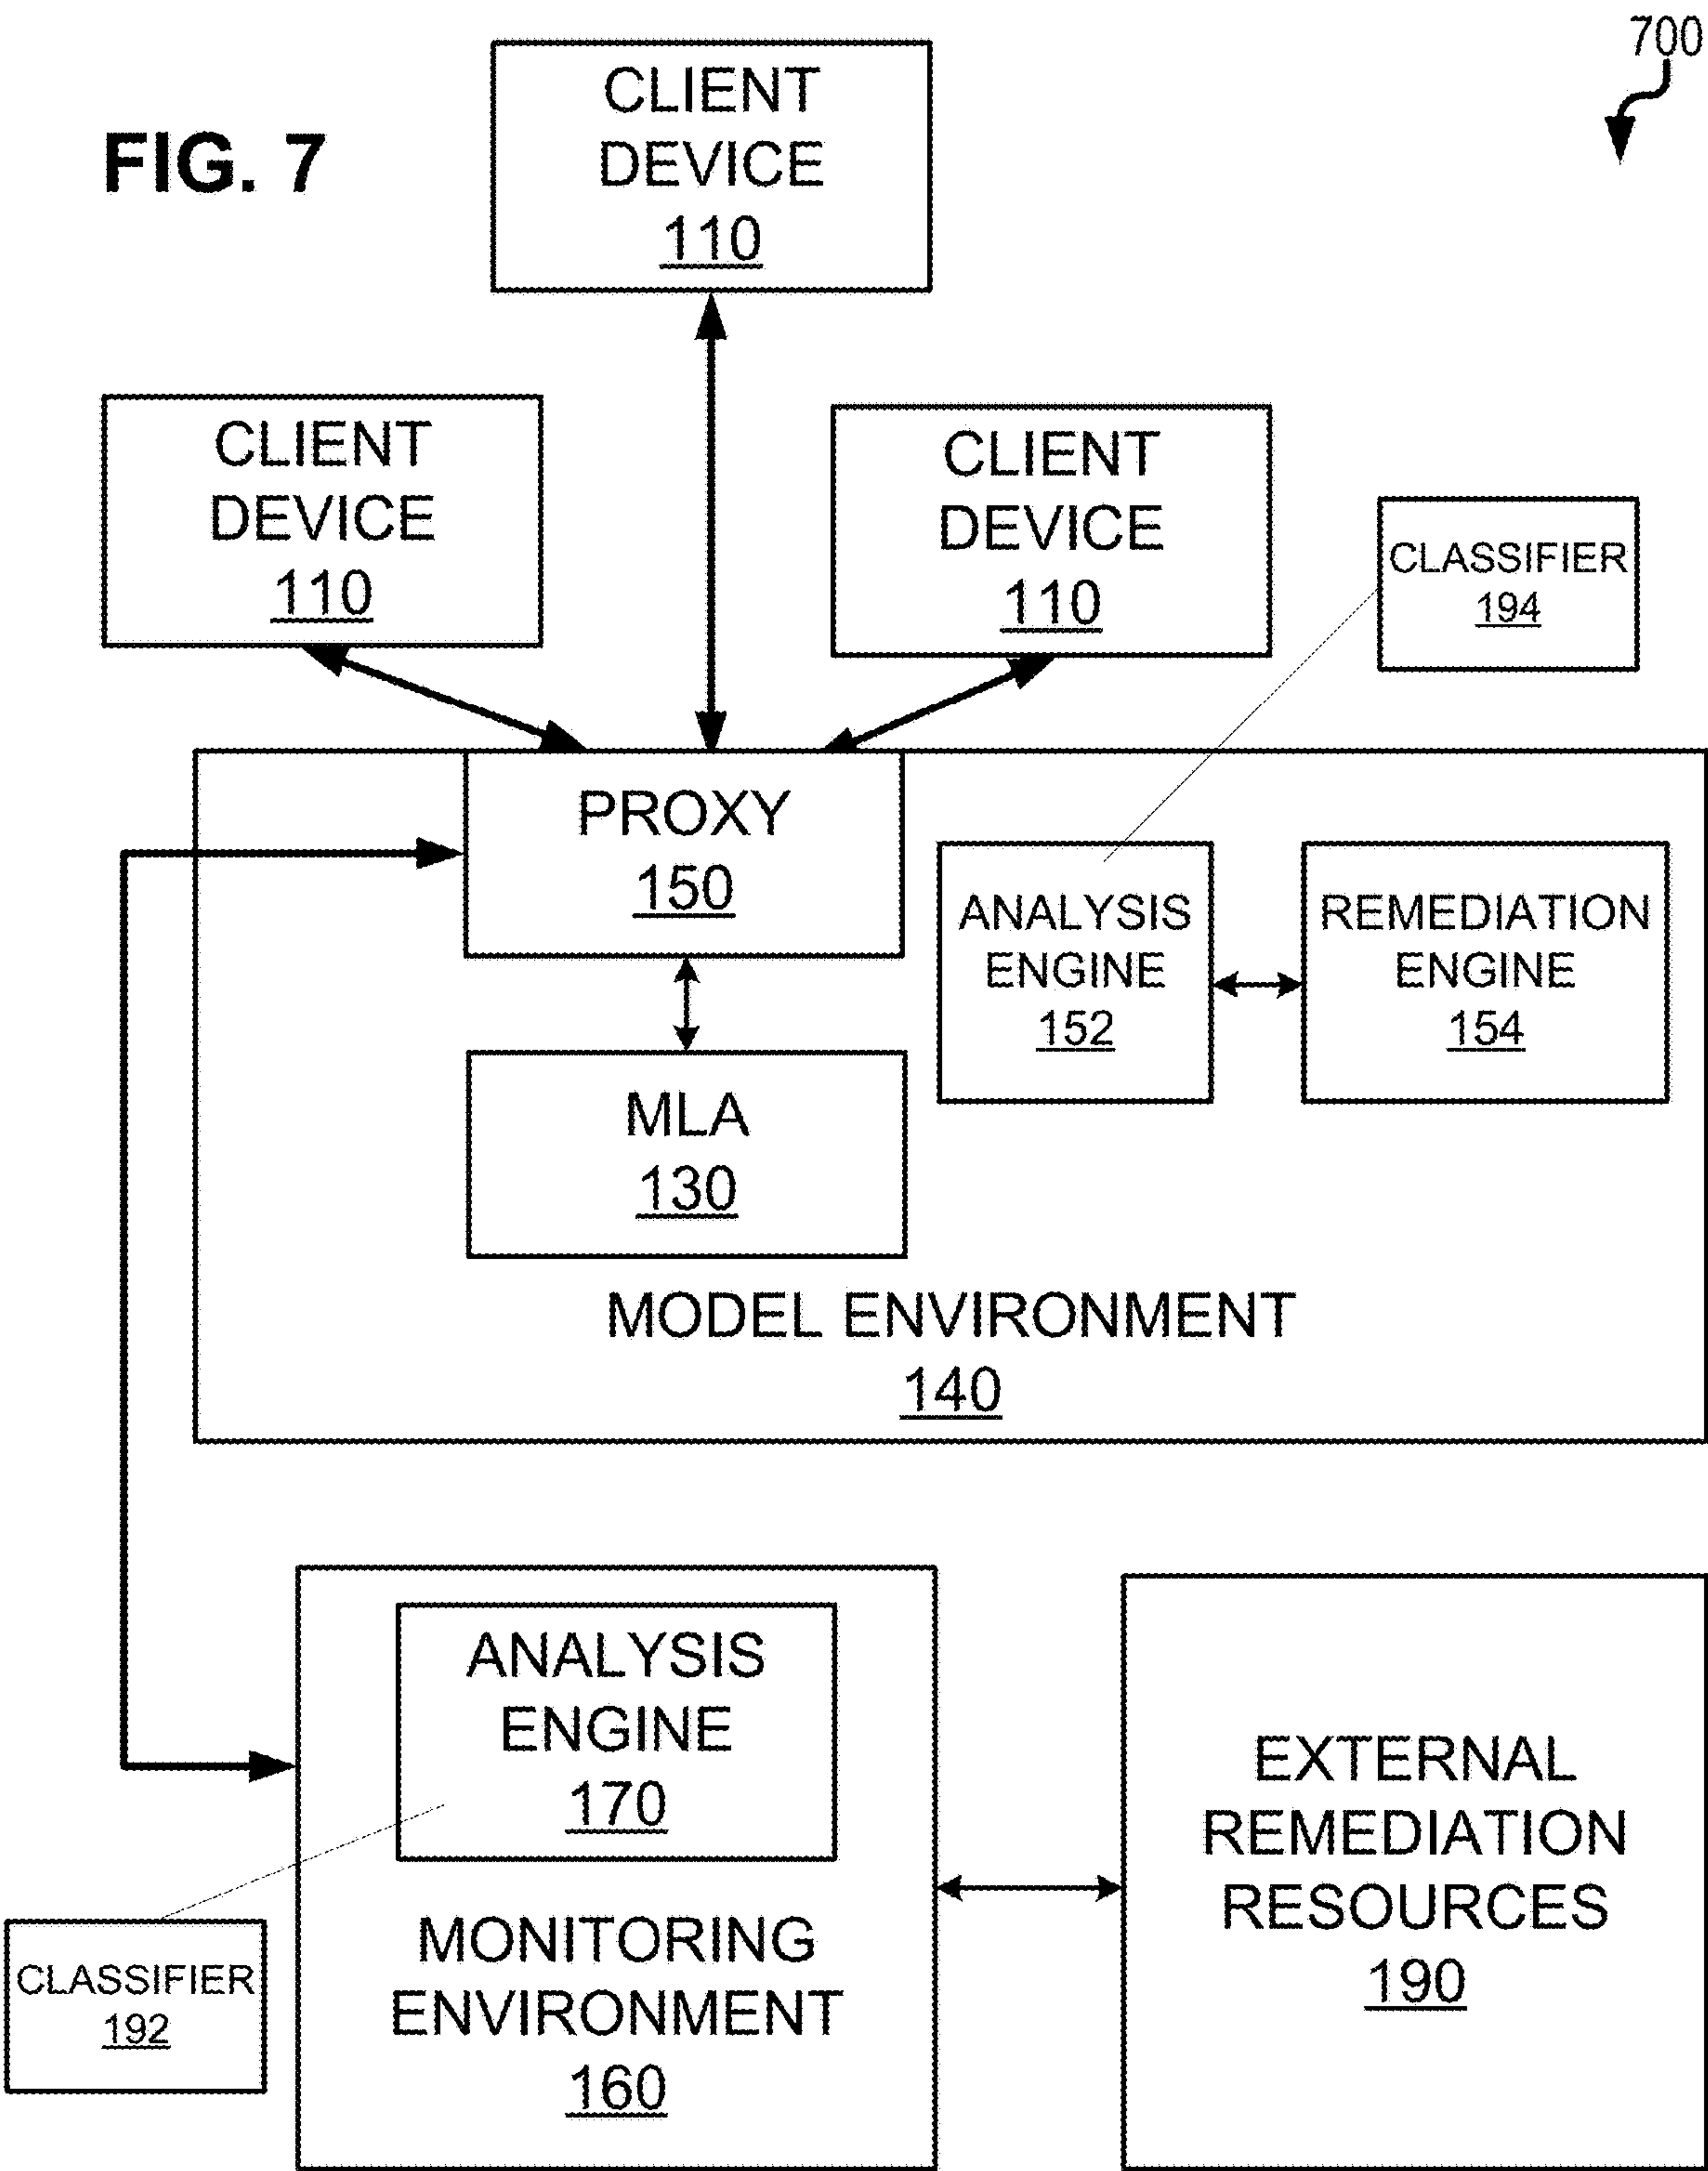 700
FIG. 7
CLIENT
DEVICE
110
CLIENT
DEVICE
110
CLIENT
DEVICE
110
CLASSIFIER
194
PROXY
150
ANALYSIS
ENGINE
152
REMEDIATION
ENGINE
154
MLA
130
MODEL ENVIRONMENT
140
ANALYSIS
ENGINE
170
MONITORING
ENVIRONMENT
160
CLASSIFIER
192
EXTERNAL
REMEDIATION
RESOURCES
190